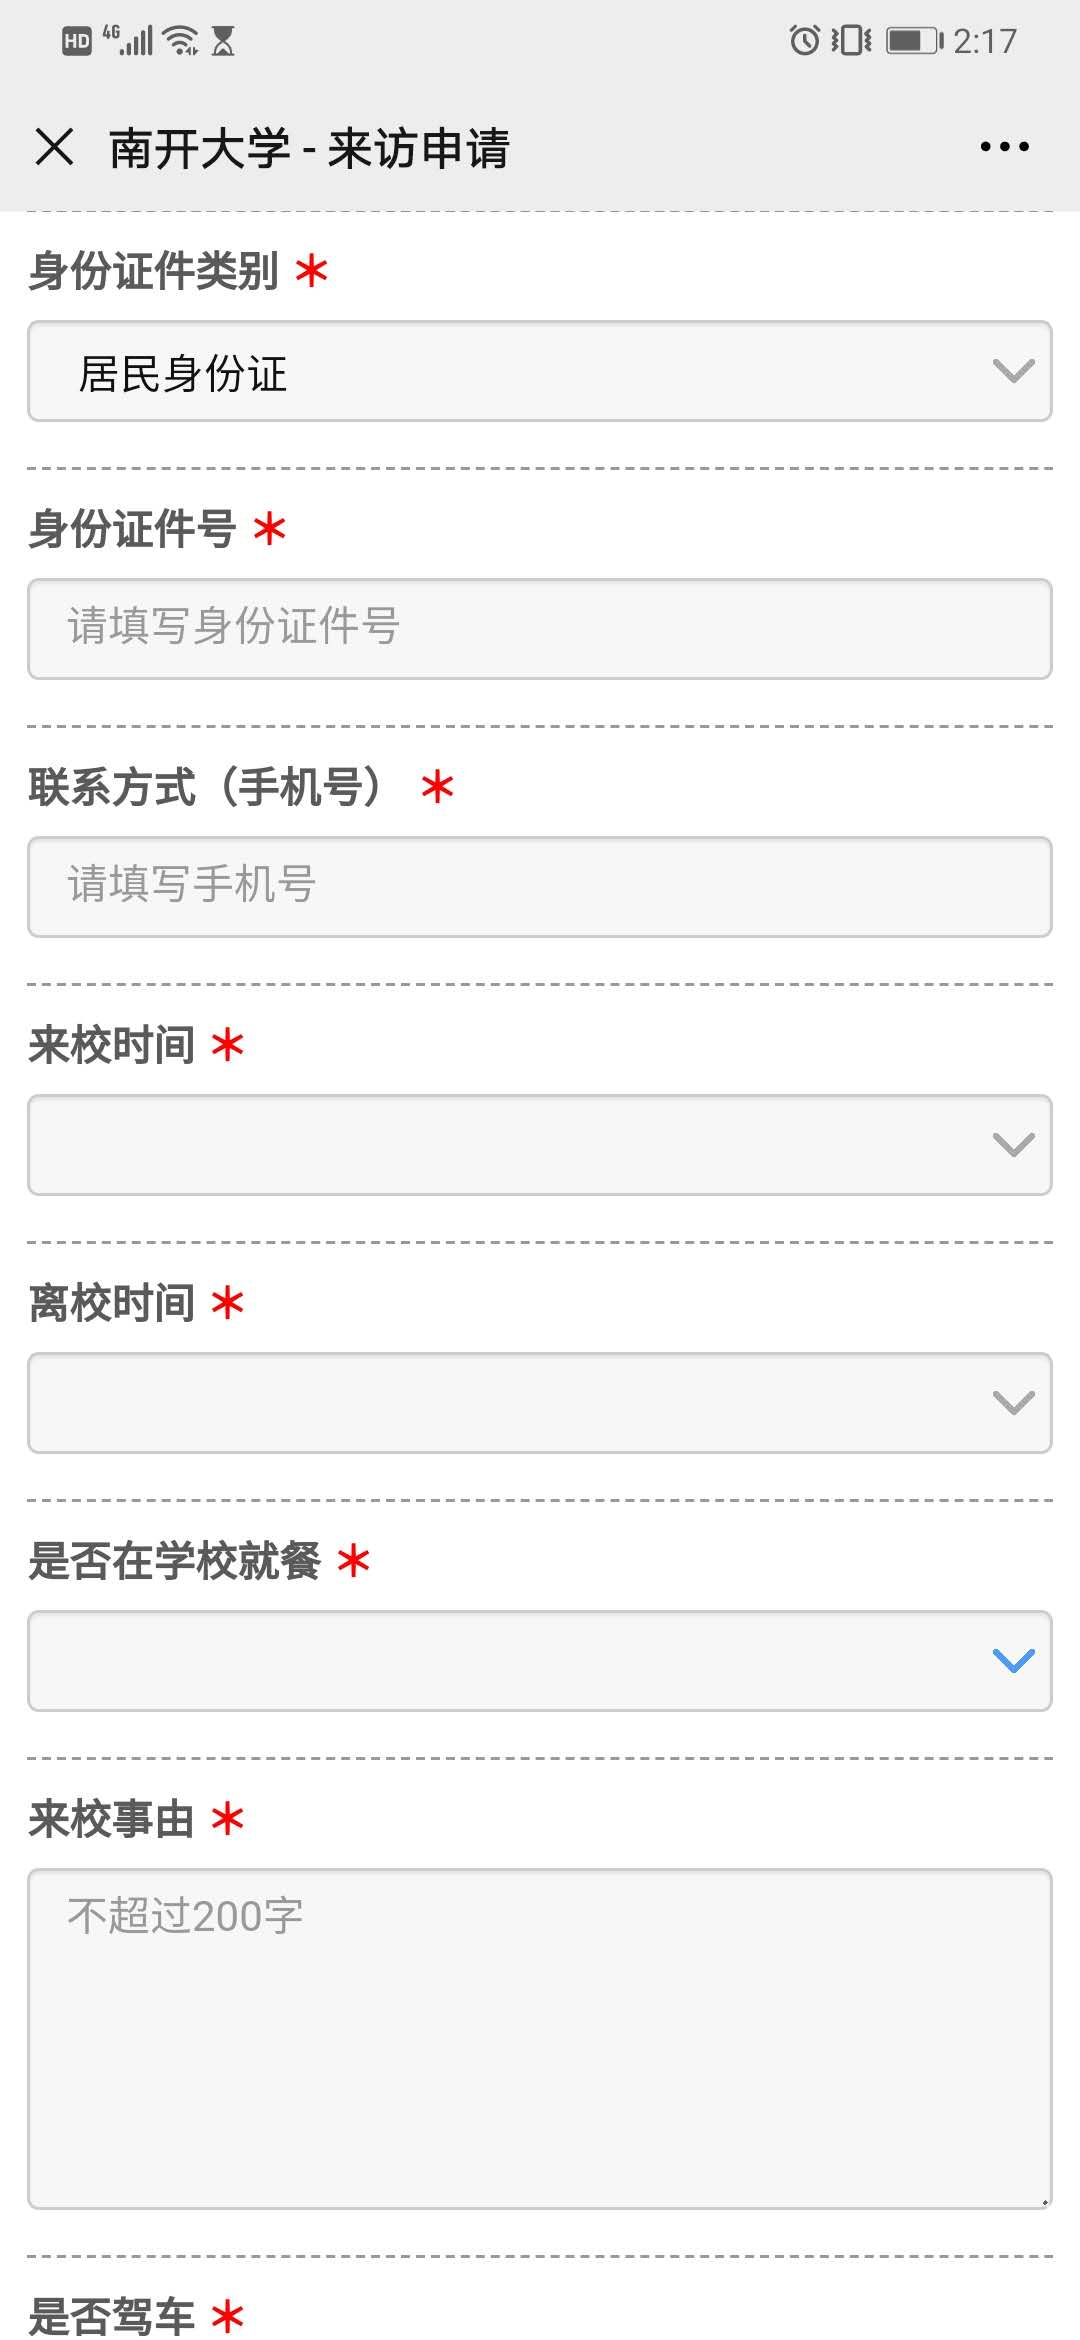 HD 4G 2:17
南开大学 - 来访申请
身份证件类别 *
居民身份证
身份证件号 *
请填写身份证件号
联系方式（手机号） *
请填写手机号
来校时间 *
离校时间 *
是否在学校就餐 *
来校事由 *
不超过200字
是否驾车 *